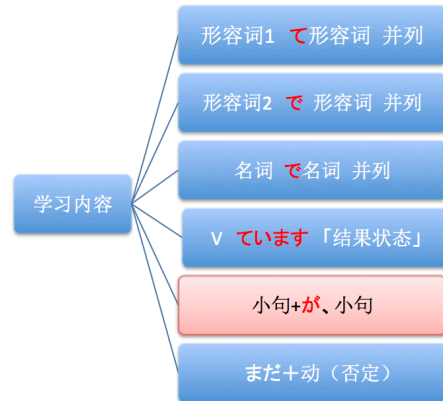 形容词1 て形容词 并列
形容词2 で 形容词 并列
名词 で名词 并列
学习内容
V ています「结果状态」
小句+が、小句
まだ＋动（否定）